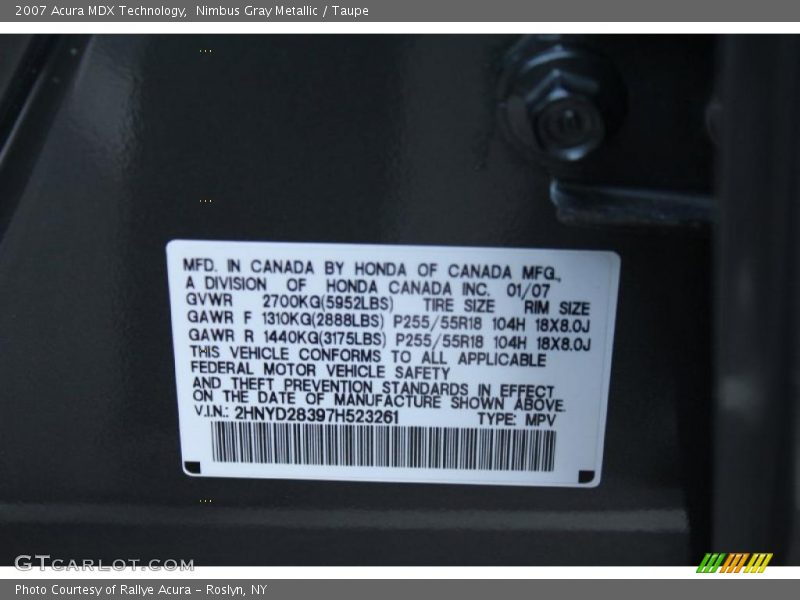 2007 Acura MDX Technology,  Nimbus Gray Metallic / Taupe
MFD. IN CANADA BY HONDA OF CANADA MFG.,
A DIVISION OF HONDA CANADA INC. 01/07
GVWR 2700KG(5952LBS) TIRE SIZE RIM SIZE
GAWR F 1310KG(2888LBS) P255/55R18 104H 18X8.0J
GAWR R 1440KG(3175LBS) P255/55R18 104H 18X8.0J
THIS VEHICLE CONFORMS TO ALL APPLICABLE
FEDERAL MOTOR VEHICLE SAFETY
AND THEFT PREVENTION STANDARDS IN EFFECT
ON THE DATE OF MANUFACTURE SHOWN ABOVE.
V.I.N.: 2HNYD28397H523261 TYPE: MPV
GTCARLOT.COM
Photo Courtesy of Rallye Acura - Roslyn, NY